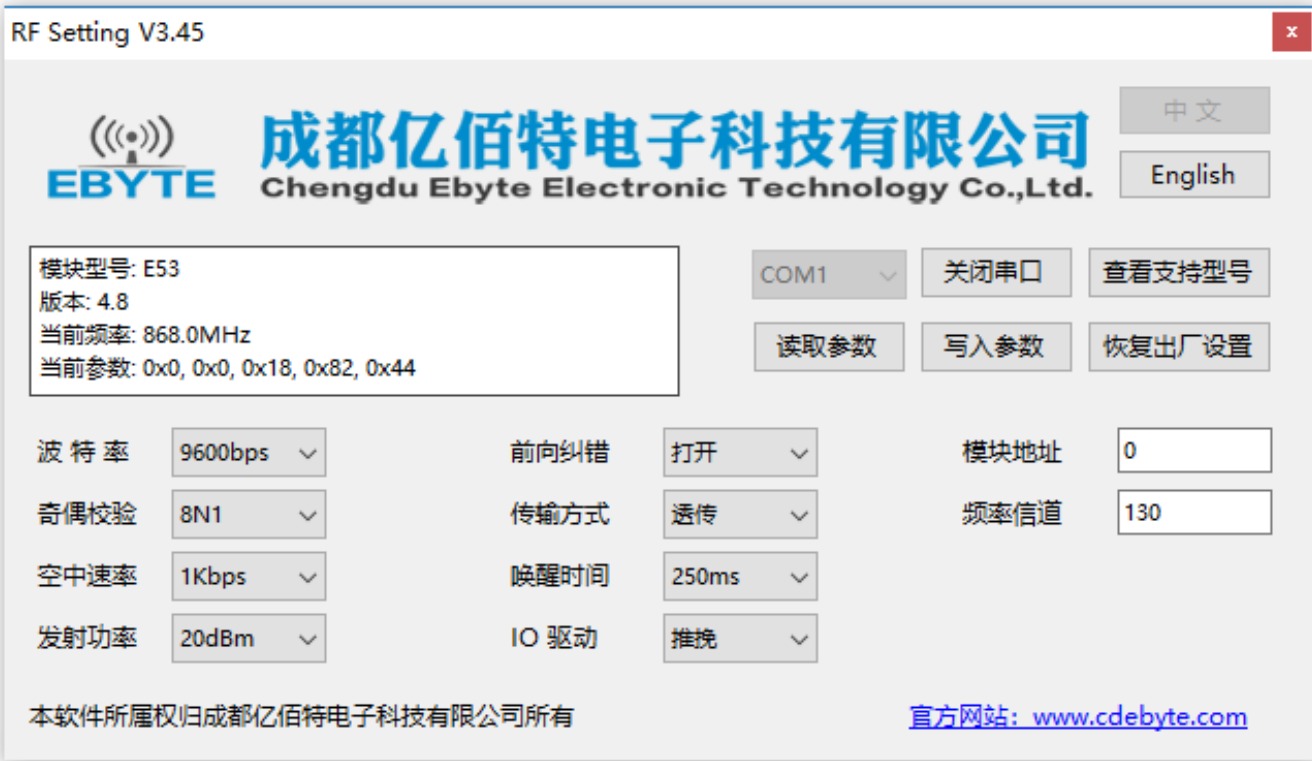 RF Setting V3.45
x
中 文
EBYTE
成都亿佰特电子科技有限公司
Chengdu Ebyte Electronic Technology Co.,Ltd.
English
模块型号: E53
版本: 4.8
当前频率: 868.0MHz
当前参数: 0x0, 0x0, 0x18, 0x82, 0x44
COM1 关闭串口 查看支持型号
读取参数 写入参数 恢复出厂设置
波 特 率 9600bps 前向纠错 打开 模块地址 0
奇偶校验 8N1 传输方式 透传 频率信道 130
空中速率 1Kbps 唤醒时间 250ms
发射功率 20dBm IO 驱动 推挽
本软件所属权归成都亿佰特电子科技有限公司所有 官方网站：www.cdebyte.com